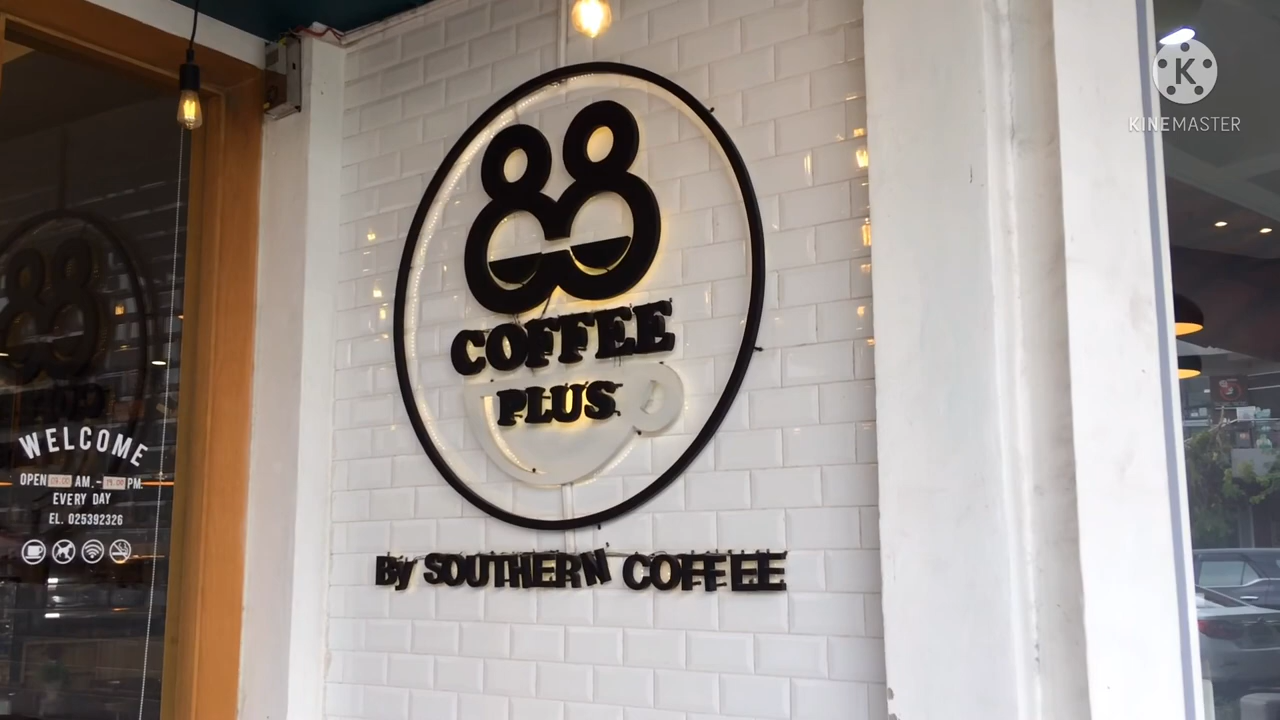 88
COFFEE
PLUS
By SOUTHERN COFFEE
WELCOME
OPEN AM.- PM.
EVERY DAY
EL. 025392326
K
KINEMASTER